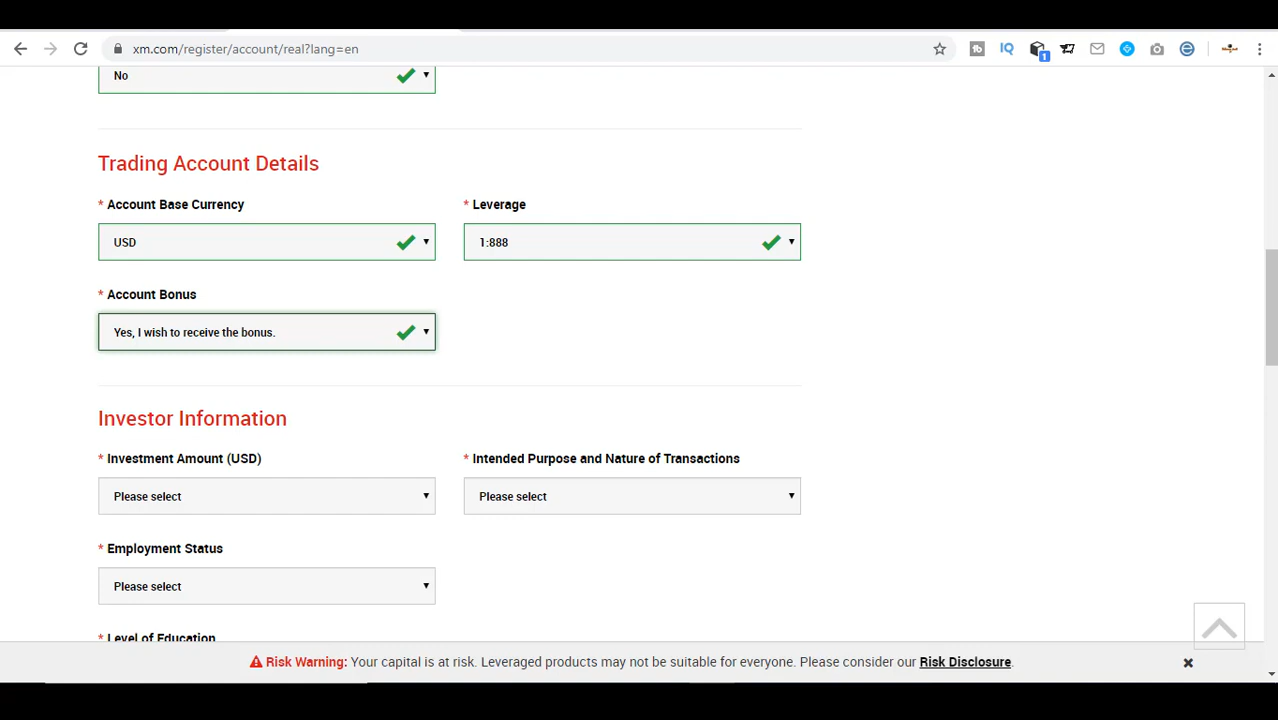 xm.com/register/account/real?lang=en
IQ
1
No
Trading Account Details
* Account Base Currency
* Leverage
USD
1:888
* Account Bonus
Yes, I wish to receive the bonus.
Investor Information
* Investment Amount (USD)
* Intended Purpose and Nature of Transactions
Please select
Please select
* Employment Status
Please select
* Level of Education
Risk Warning: Your capital is at risk. Leveraged products may not be suitable for everyone. Please consider our Risk Disclosure.